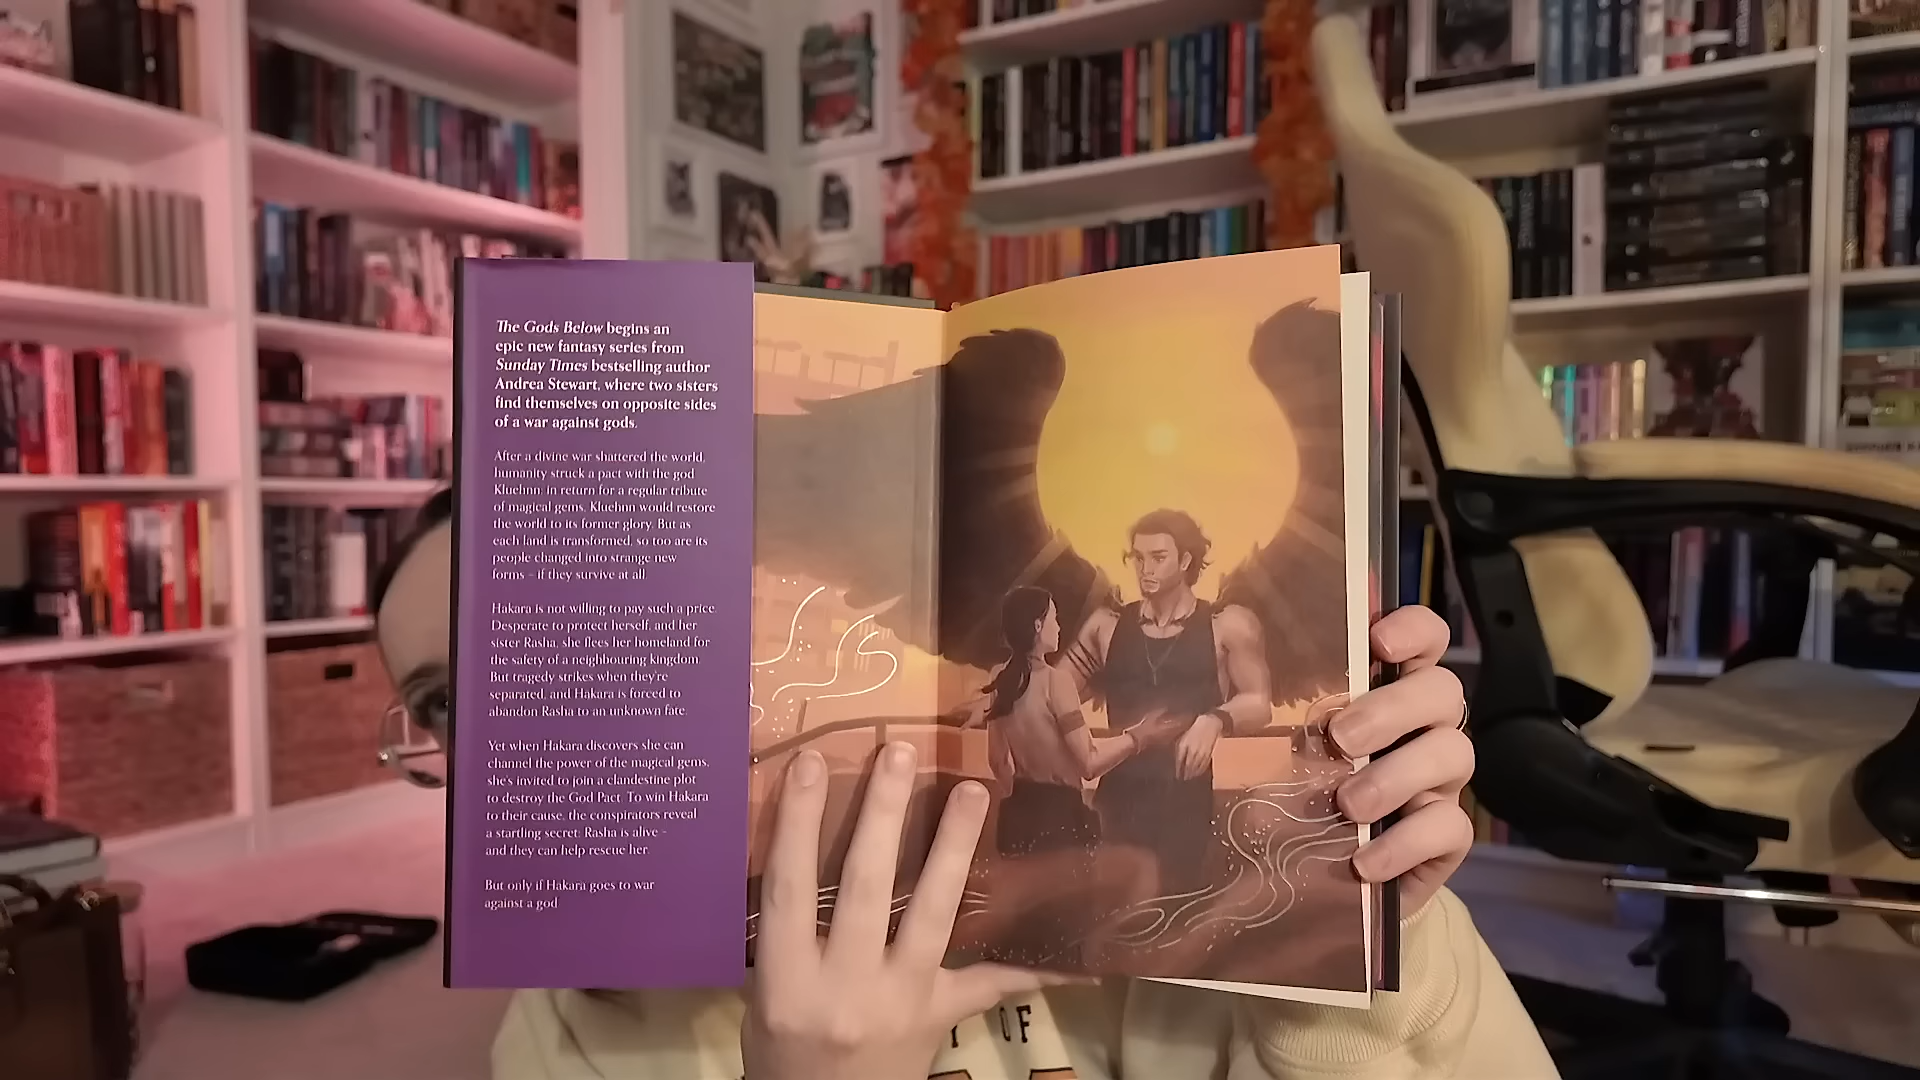 The Gods Below begins an
epic new fantasy series from
Sunday Times bestselling author
Andrea Stewart, where two sisters
find themselves on opposite sides
of a war against gods.
After a divine war shattered the world,
humanity struck a pact with the god
Kluehnn: in return for a regular tribute
of magical gems, Kluehnn would restore
the world to its former glory. But as
each land is transformed, so too are its
people changed into strange new
forms – if they survive at all.
Hakara is not willing to pay such a price.
Desperate to protect herself, and her
sister Rasha, she flees her homeland for
the safety of a neighbouring kingdom.
But tragedy strikes when they're
separated, and Hakara is forced to
abandon Rasha to an unknown fate.
Yet when Hakara discovers she can
channel the power of the magical gems,
she's invited to join a clandestine plot
to destroy the God Pact. To win Hakara
to their cause, the conspirators reveal
a startling secret: Rasha is alive –
and they can help rescue her.
But only if Hakara goes to war
against a god
OF